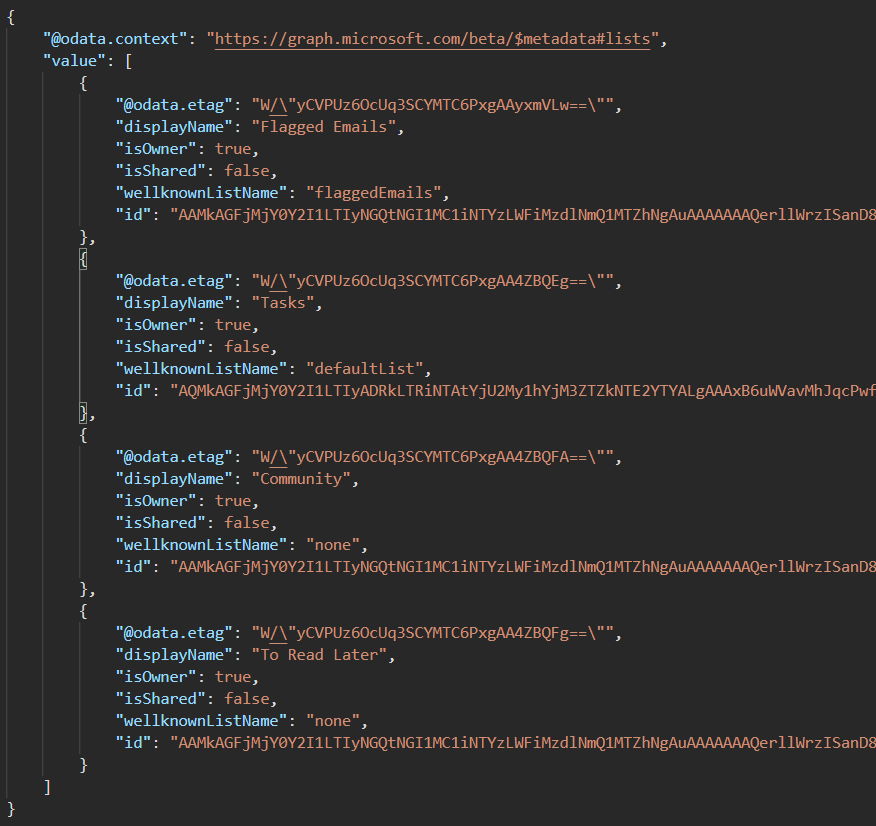 {
"@odata.context": "https://graph.microsoft.com/beta/$metadata#lists",
"value": [
{
"@odata.etag": "W/\"yCVPUz6OcUq3SCYMTC6PxgAAyxmVLw==\"",
"displayName": "Flagged Emails",
"isOwner": true,
"isShared": false,
"wellknownListName": "flaggedEmails",
"id": "AAMkAGFjMjY0Y2I1LTIyNGQtNGI1MC1iNTYzLWFiMzdlNmQ1MTZhNgAuAAAAAAAQerllWrzISanD8
},
{
"@odata.etag": "W/\"yCVPUz6OcUq3SCYMTC6PxgAA4ZBQEg==\"",
"displayName": "Tasks",
"isOwner": true,
"isShared": false,
"wellknownListName": "defaultList",
"id": "AQMkAGFjMjY0Y2I1LTIyADRkLTRiNTAtYjU2My1hYjM3ZTZkNTE2YTYALgAAAxB6uWVavMhJqcPwf
},
{
"@odata.etag": "W/\"yCVPUz6OcUq3SCYMTC6PxgAA4ZBQFA==\"",
"displayName": "Community",
"isOwner": true,
"isShared": false,
"wellknownListName": "none",
"id": "AAMkAGFjMjY0Y2I1LTIyNGQtNGI1MC1iNTYzLWFiMzdlNmQ1MTZhNgAuAAAAAAAQerllWrzISanD8
},
{
"@odata.etag": "W/\"yCVPUz6OcUq3SCYMTC6PxgAA4ZBQFg==\"",
"displayName": "To Read Later",
"isOwner": true,
"isShared": false,
"wellknownListName": "none",
"id": "AAMkAGFjMjY0Y2I1LTIyNGQtNGI1MC1iNTYzLWFiMzdlNmQ1MTZhNgAuAAAAAAAQerllWrzISanD8
}
]
}